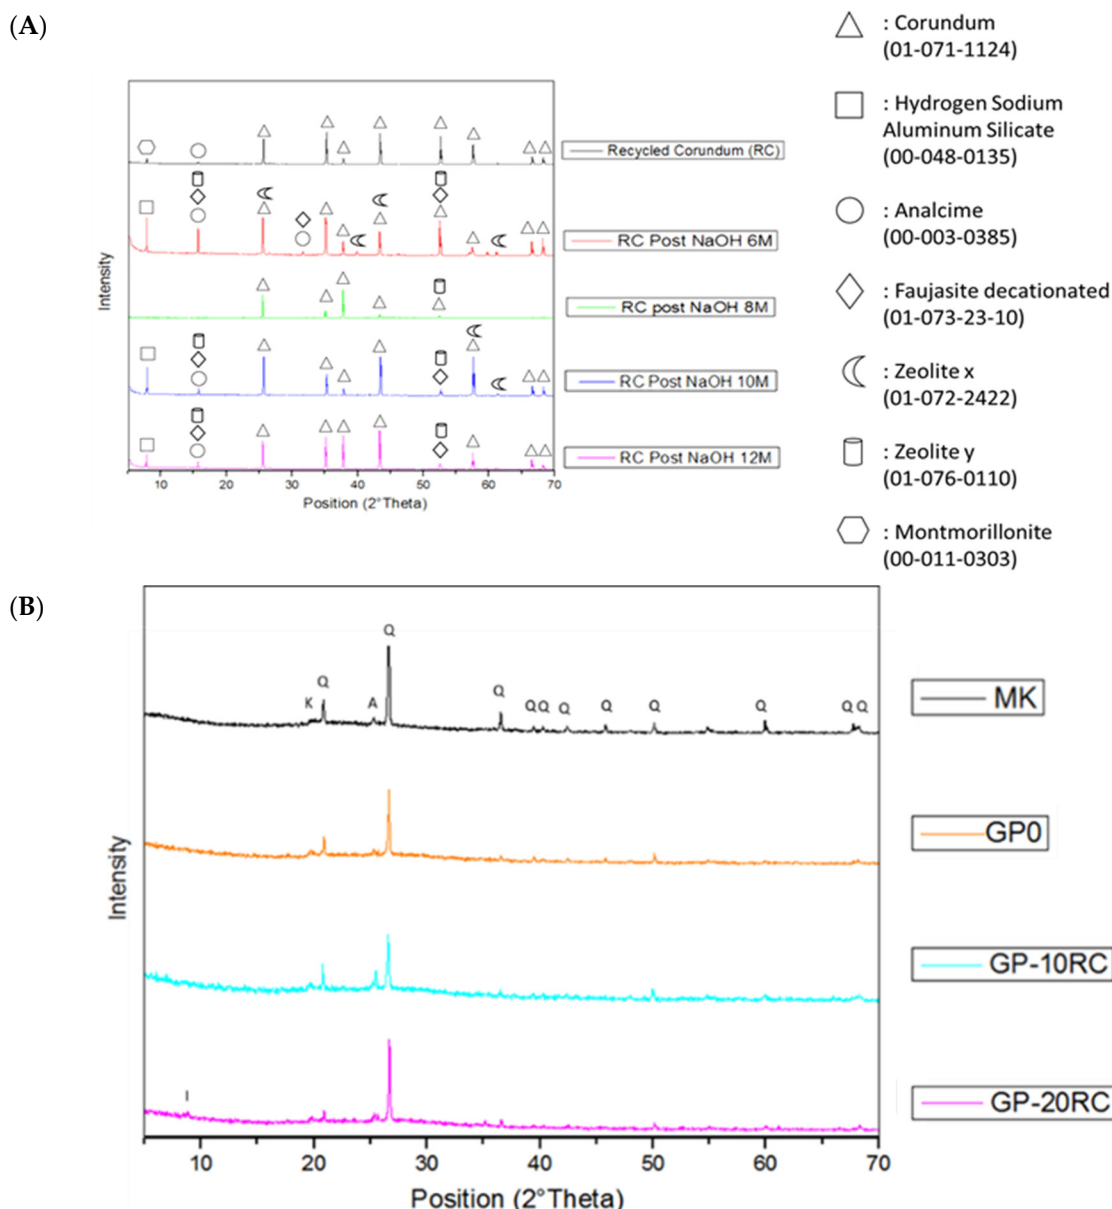 (A)
: Corundum
(01-071-1124)
: Hydrogen Sodium
Aluminum Silicate
(00-048-0135)
: Analcime
(00-003-0385)
: Faujasite decationated
(01-073-23-10)
: Zeolite x
(01-072-2422)
: Zeolite y
(01-076-0110)
: Montmorillonite
(00-011-0303)
Recycled Corundum (RC)
RC Post NaOH 6M
RC post NaOH 8M
RC Post NaOH 10M
RC Post NaOH 12M
Intensity
10 20 30 40 50 60 70
Position (2°Theta)
(B)
Q
K Q A Q Q Q Q Q Q Q Q Q
MK
GP0
GP-10RC
I
GP-20RC
Intensity
10 20 30 40 50 60 70
Position (2°Theta)